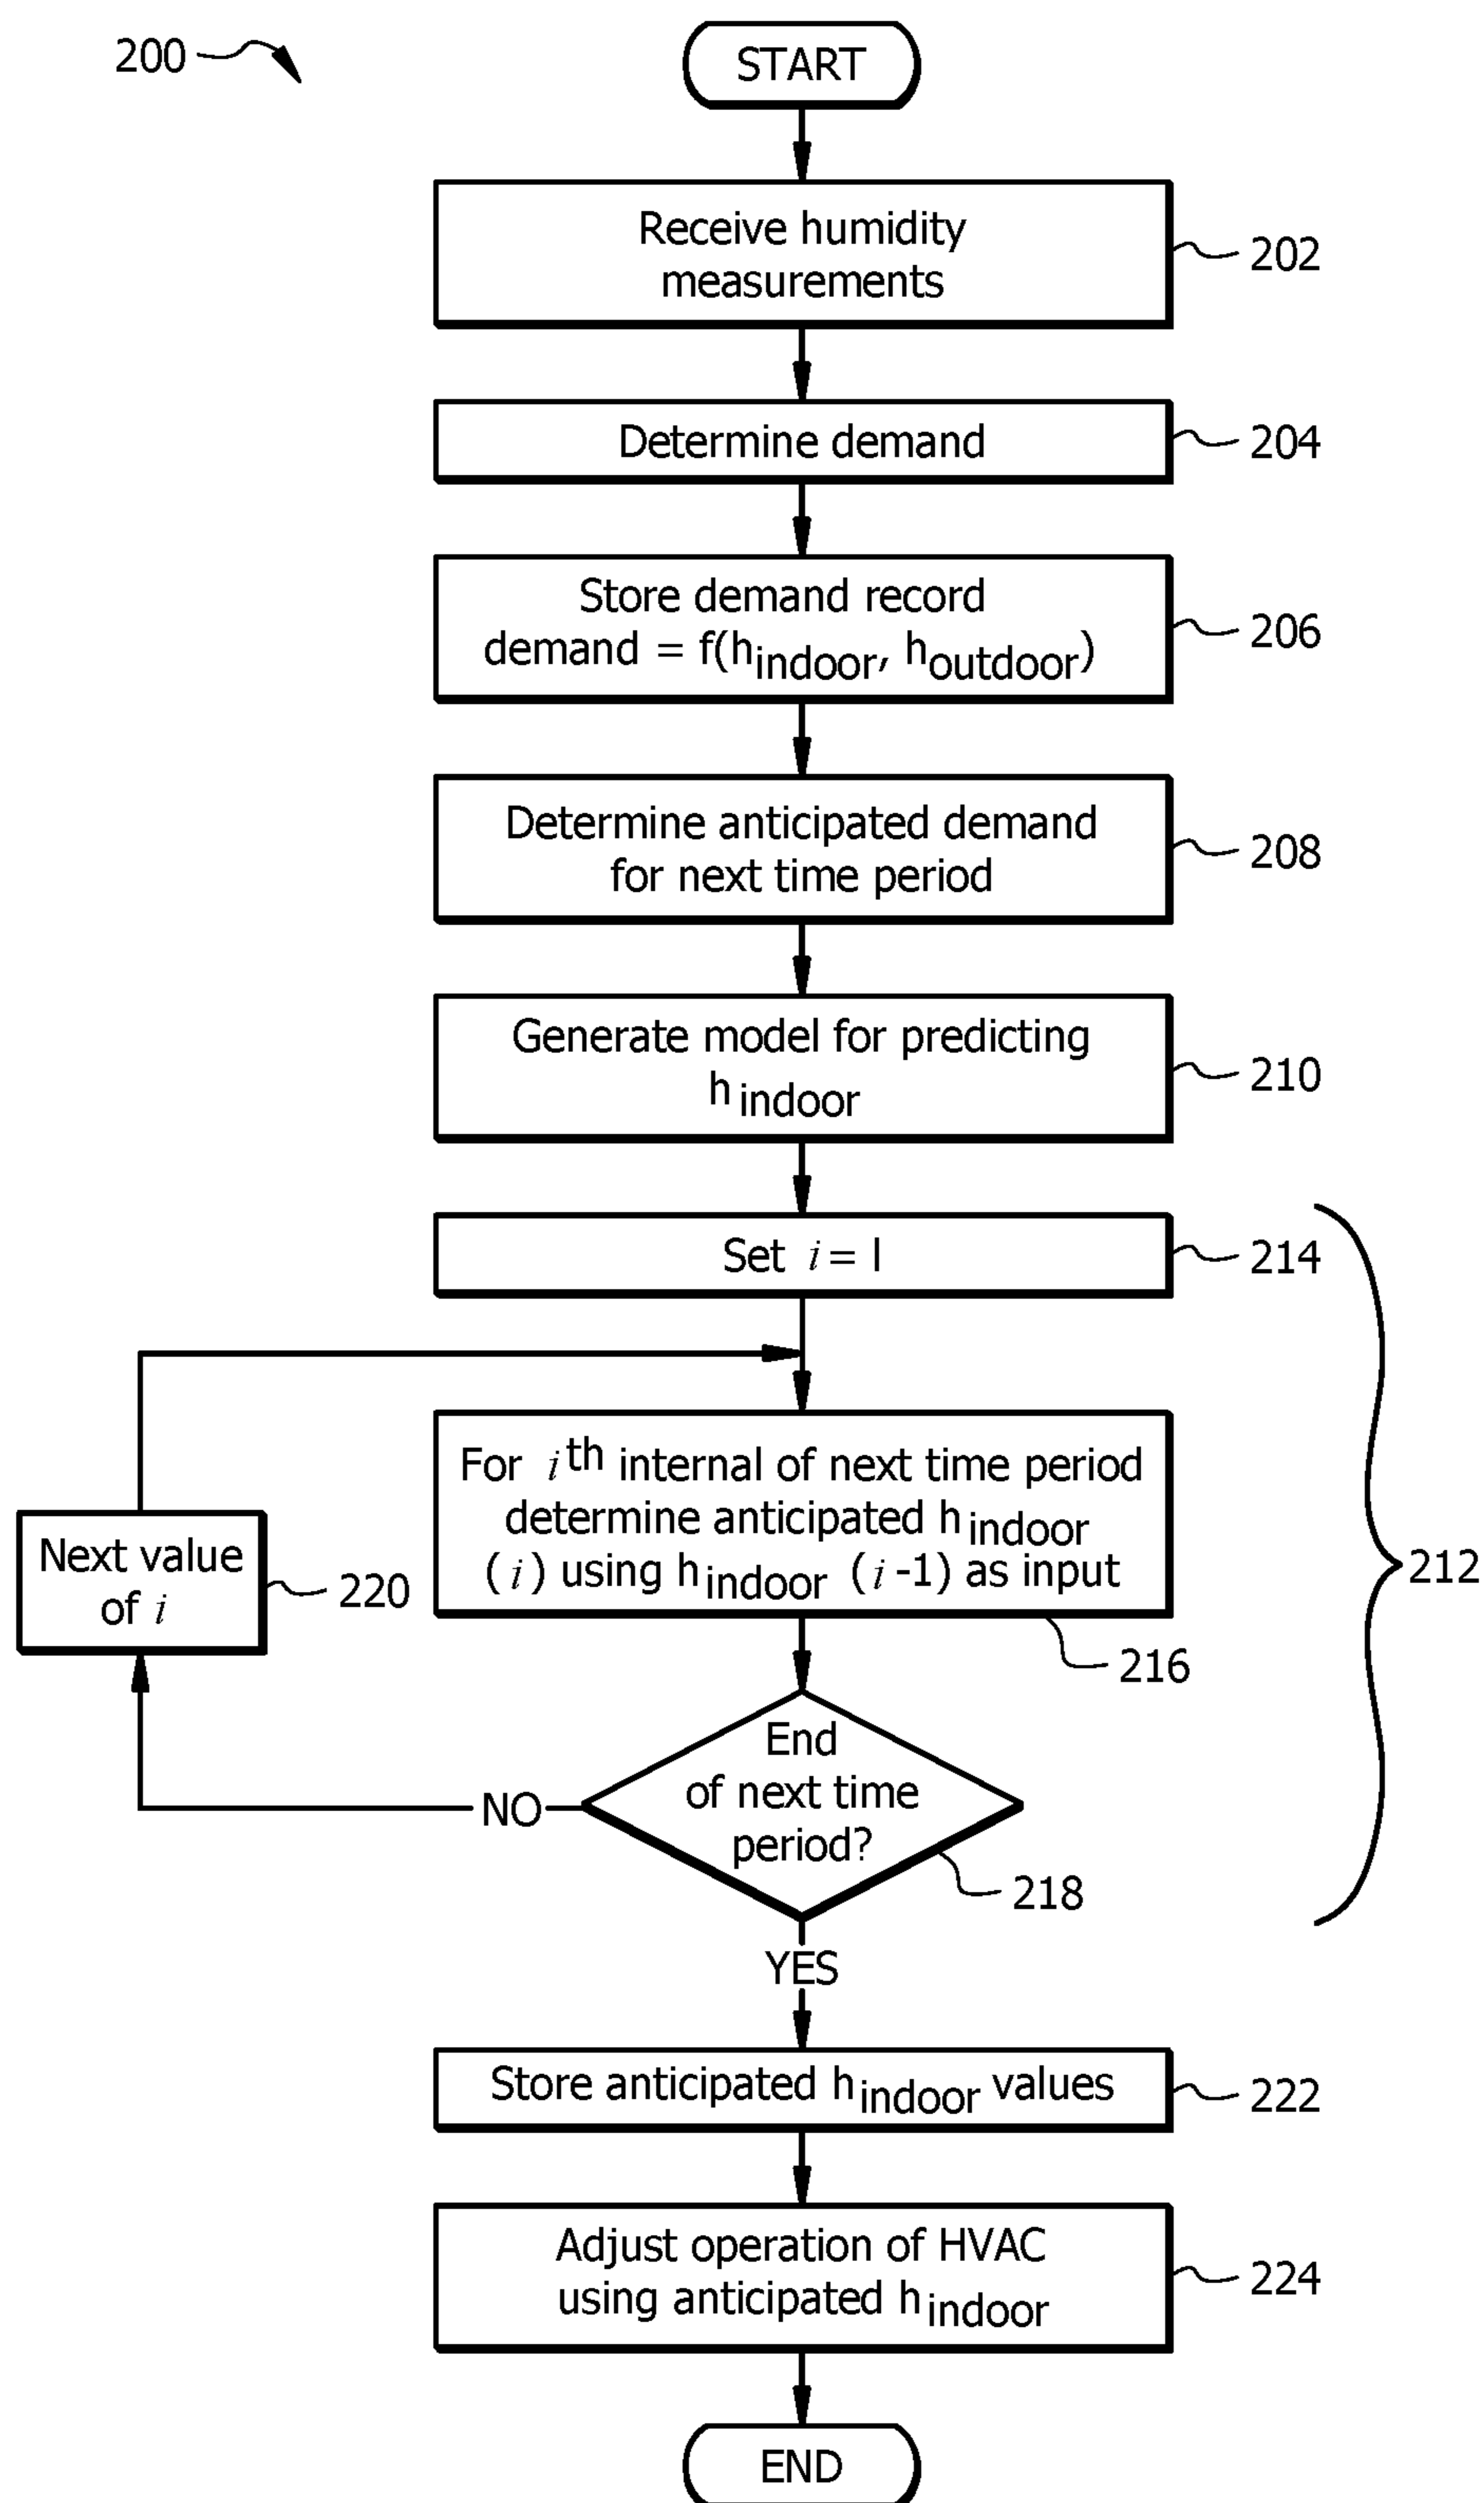 200
START
Receive humidity
measurements
202
Determine demand
204
Store demand record
demand = f(hindoor, houtdoor)
206
Determine anticipated demand
for next time period
208
Generate model for predicting
hindoor
210
Set i = I
214
For ith internal of next time period
determine anticipated hindoor
(i) using hindoor (i-1) as input
216
Next value
of i
220
212
End
of next time
period?
218
NO
YES
Store anticipated hindoor values
222
Adjust operation of HVAC
using anticipated hindoor
224
END